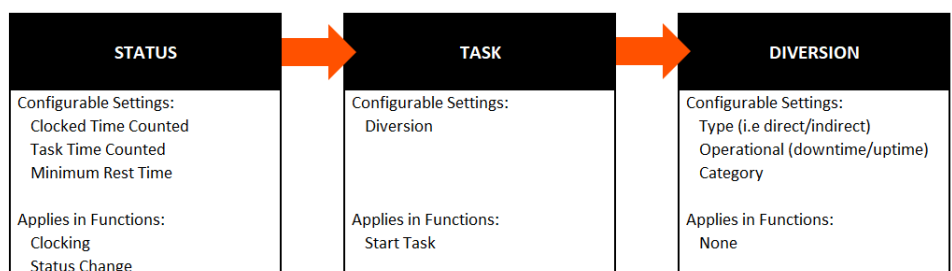 STATUS
Configurable Settings:
Clocked Time Counted
Task Time Counted
Minimum Rest Time
Applies in Functions:
Clocking
Status Change
TASK
Configurable Settings:
Diversion
Applies in Functions:
Start Task
DIVERSION
Configurable Settings:
Type (i.e direct/indirect)
Operational (downtime/uptime)
Category
Applies in Functions:
None